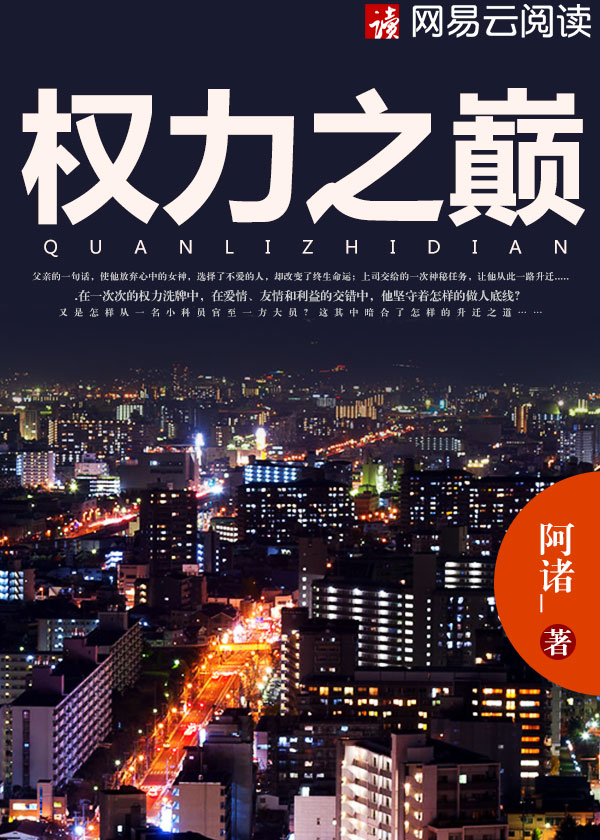 读 网易云阅读
权力之巅
QUANLIZHIDIAN
父亲的一句话，使他放弃心中的女神，选择了不爱的人，却改变了终生命运；上司交给的一次神秘任务，让他从此一路升迁.....
.在一次次的权力洗牌中，在爱情、友情和利益的交错中，他坚守着怎样的做人底线？
又是怎样从一名小科员官至一方大员？这其中暗合了怎样的升迁之道……
阿诸
著